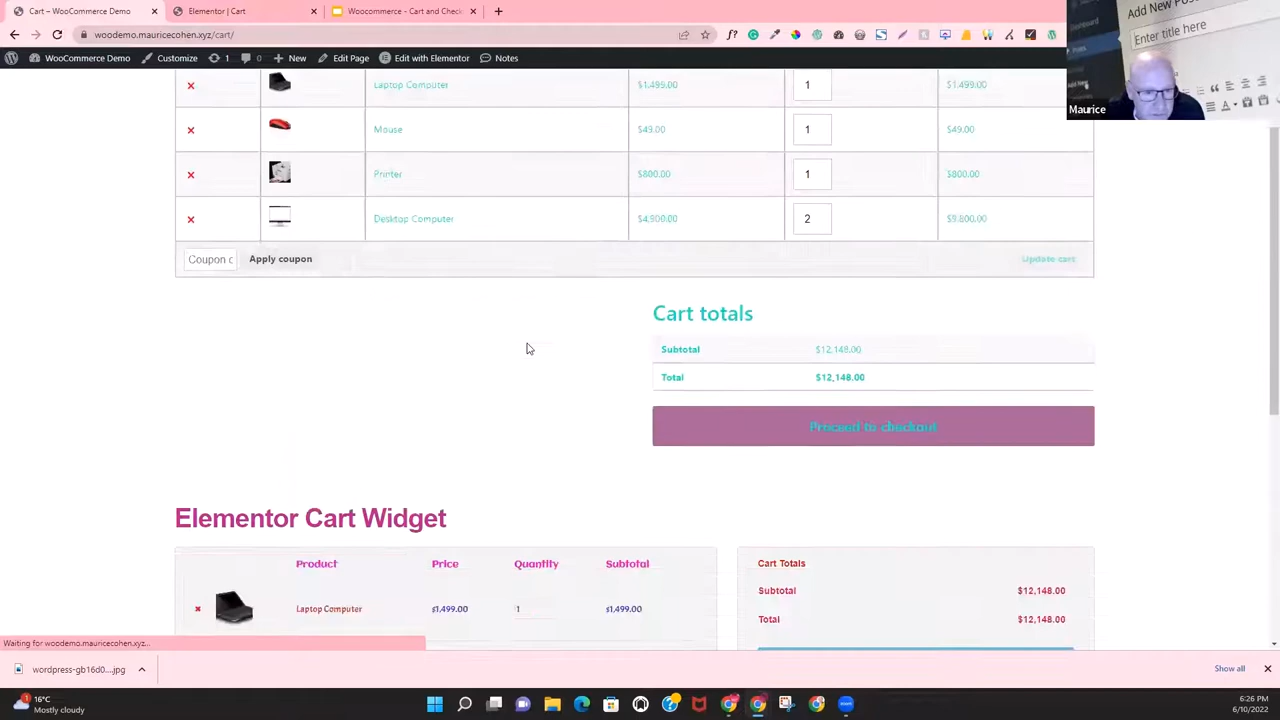 Cart – WooCommerce Demo
Elementor | Cart
Woocommerce - Cart and Check
woodemo.mauricecohen.xyz/cart/
WooCommerce Demo
Customize
1
0
New
Edit Page
Edit with Elementor
Notes
Add New Pos
Enter title here
Maurice
Laptop Computer
$1,499.00
1
$1,499.00
Mouse
$49.00
1
$49.00
Printer
$800.00
1
$800.00
Desktop Computer
$4,900.00
2
$9,800.00
Coupon c
Apply coupon
Update cart
Cart totals
Subtotal
$12,148.00
Total
$12,148.00
Proceed to checkout
Elementor Cart Widget
Product
Price
Quantity
Subtotal
Laptop Computer
$1,499.00
1
$1,499.00
Cart Totals
Subtotal
$12,148.00
Total
$12,148.00
Waiting for woodemo.mauricecohen.xyz...
wordpress-gb16d0....jpg
Show all
16°C
Mostly cloudy
6:26 PM
6/10/2022